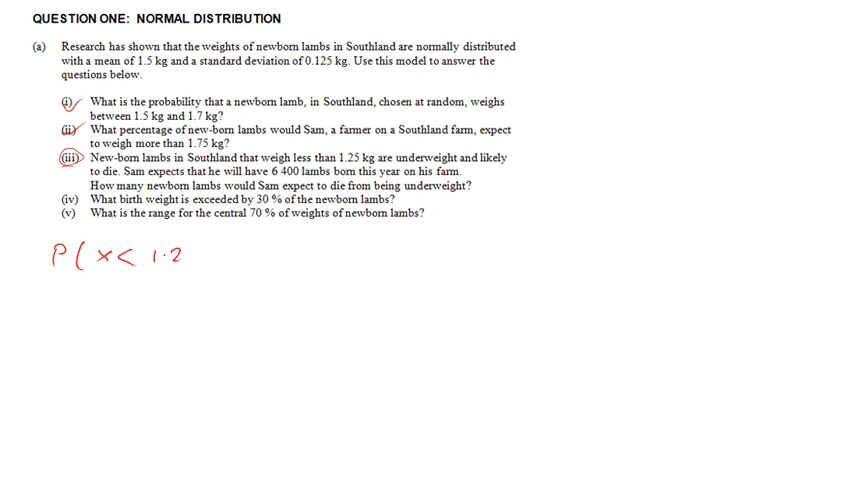 QUESTION ONE: NORMAL DISTRIBUTION
(a) Research has shown that the weights of newborn lambs in Southland are normally distributed
with a mean of 1.5 kg and a standard deviation of 0.125 kg. Use this model to answer the
questions below.
(i) What is the probability that a newborn lamb, in Southland, chosen at random, weighs
between 1.5 kg and 1.7 kg?
(ii) What percentage of new-born lambs would Sam, a farmer on a Southland farm, expect
to weigh more than 1.75 kg?
(iii) New-born lambs in Southland that weigh less than 1.25 kg are underweight and likely
to die. Sam expects that he will have 6 400 lambs born this year on his farm.
How many newborn lambs would Sam expect to die from being underweight?
(iv) What birth weight is exceeded by 30 % of the newborn lambs?
(v) What is the range for the central 70 % of weights of newborn lambs?
P( x < 1.2